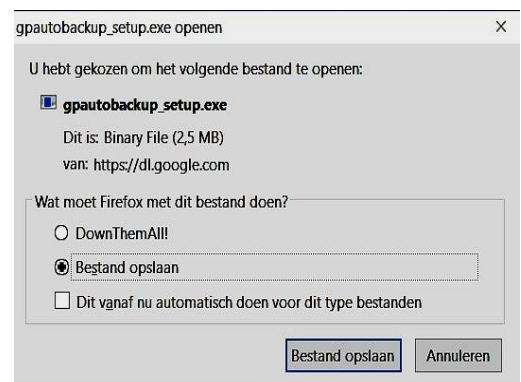 gpautobackup_setup.exe openen
U hebt gekozen om het volgende bestand te openen:
gpautobackup_setup.exe
Dit is: Binary File (2,5 MB)
van: https://dl.google.com
Wat moet Firefox met dit bestand doen?
DownThemAll!
Bestand opslaan
Dit vanaf nu automatisch doen voor dit type bestanden
Bestand opslaan Annuleren